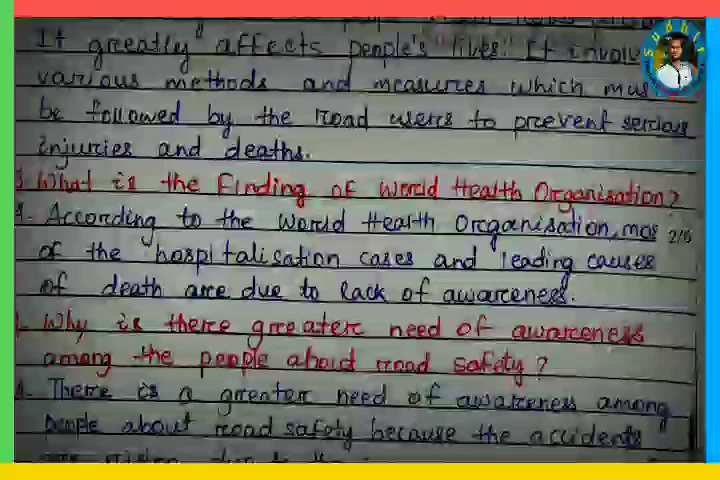 It greatly affects people's lives. It invol
various methods and measures which mus
be followed by the road users to prevent serious
injuries and deaths.
3. What is the Finding of World Health Organisation?
A. According to the World Health Organisation, mos
of the hospitalisation cases and leading causes
of death are due to lack of awareness.
Why is there greater need of awareness
among the people about road safety?
A. There is a greater need of awareness among
people about road safety because the accidents
Sudhir